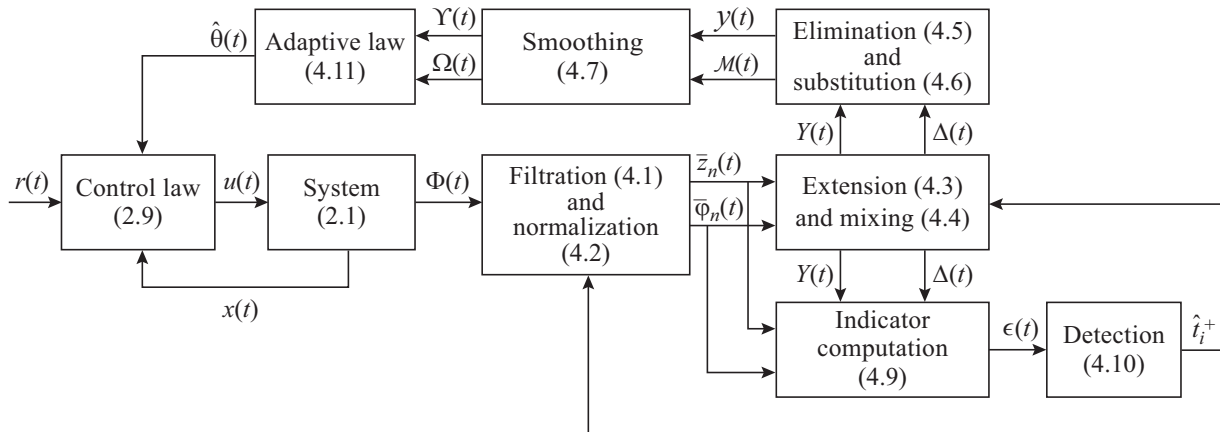 θ̂(t)
Adaptive law
(4.11)
ϒ(t)
Ω(t)
Smoothing
(4.7)
𝒴(t)
ℳ(t)
Elimination (4.5)
and
substitution (4.6)
Y(t)
Δ(t)
r(t)
Control law
(2.9)
u(t)
System
(2.1)
Φ(t)
Filtration (4.1)
and
normalization
(4.2)
z̅ₙ(t)
φ̅ₙ(t)
Extension (4.3)
and mixing (4.4)
x(t)
Y(t)
Δ(t)
Indicator
computation
(4.9)
ϵ(t)
Detection
(4.10)
t̂ᵢ⁺